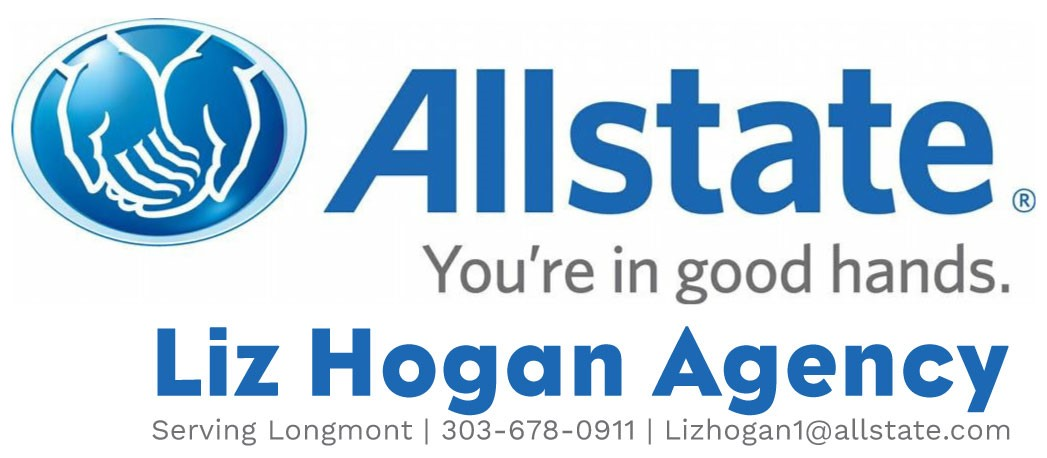 Allstate®
You're in good hands.
Liz Hogan Agency
Serving Longmont | 303-678-0911 | Lizhogan1@allstate.com